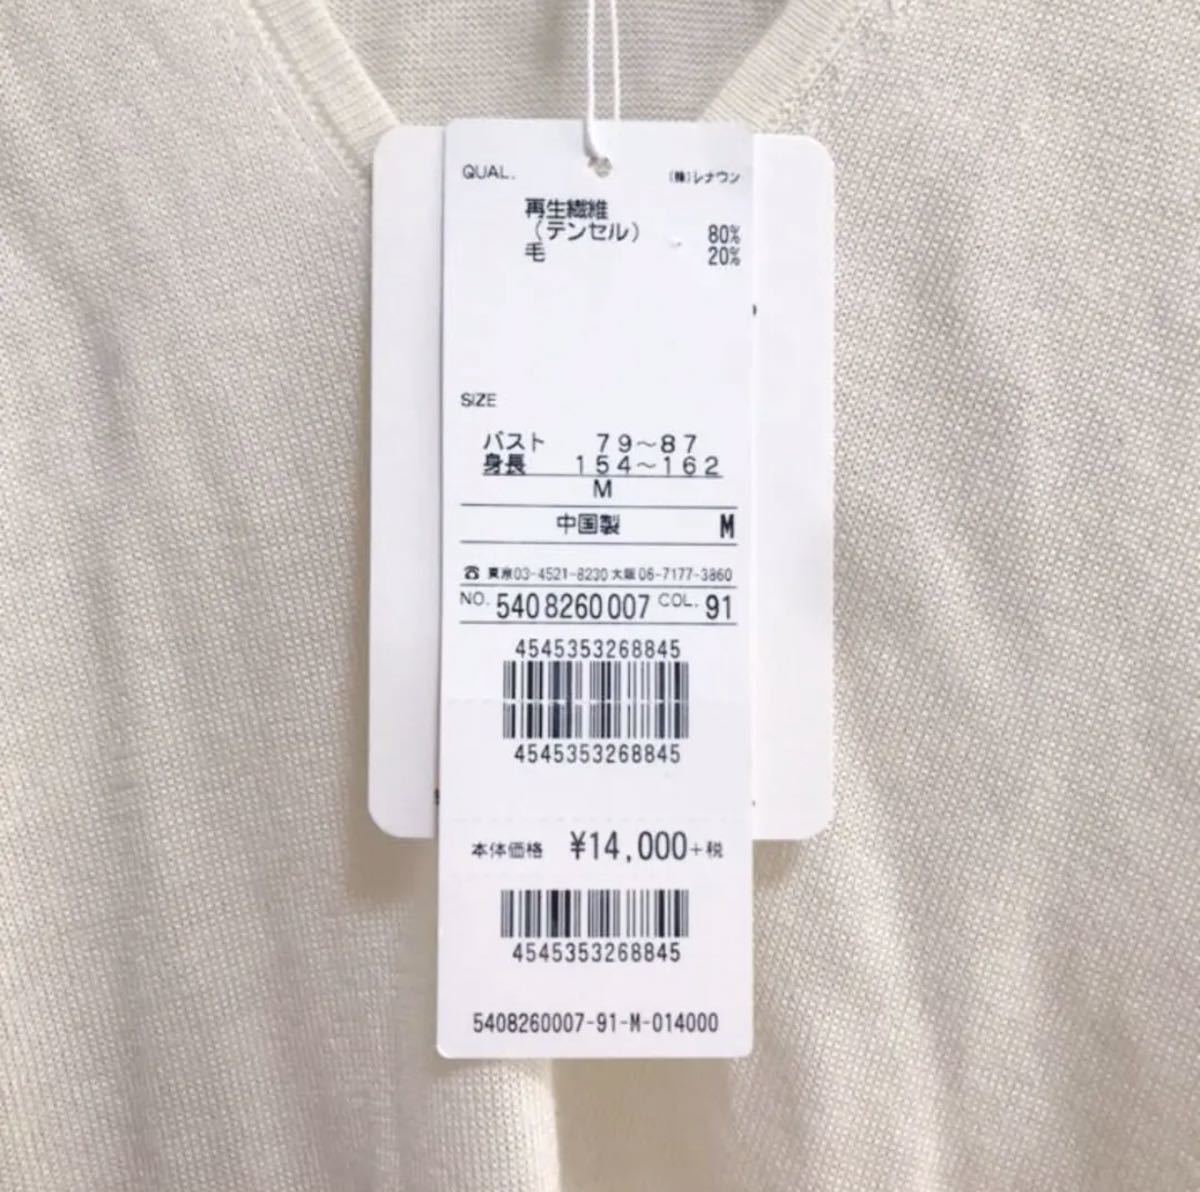 QUAL.
(株)レナウン
再生繊維
(テンセル) 80%
毛 20%
SIZE
バスト 79～87
身長 154～162
M
中国製 M
☎ 東京03-4521-8230 大阪06-7177-3860
NO. 5408260007 COL. 91
4545353268845
4545353268845
本体価格 ¥14,000+税
4545353268845
5408260007-91-M-014000